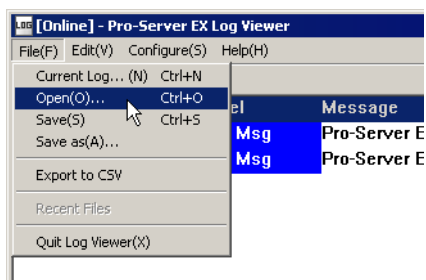 LOG [Online] - Pro-Server EX Log Viewer
File(F) Edit(V) Configure(S) Help(H)
Current Log... (N) Ctrl+N
Open(O)... Ctrl+O
Save(S) Ctrl+S
Save as(A)...
Export to CSV
Recent Files
Quit Log Viewer(X)
el Message
Msg Pro-Server E
Msg Pro-Server E